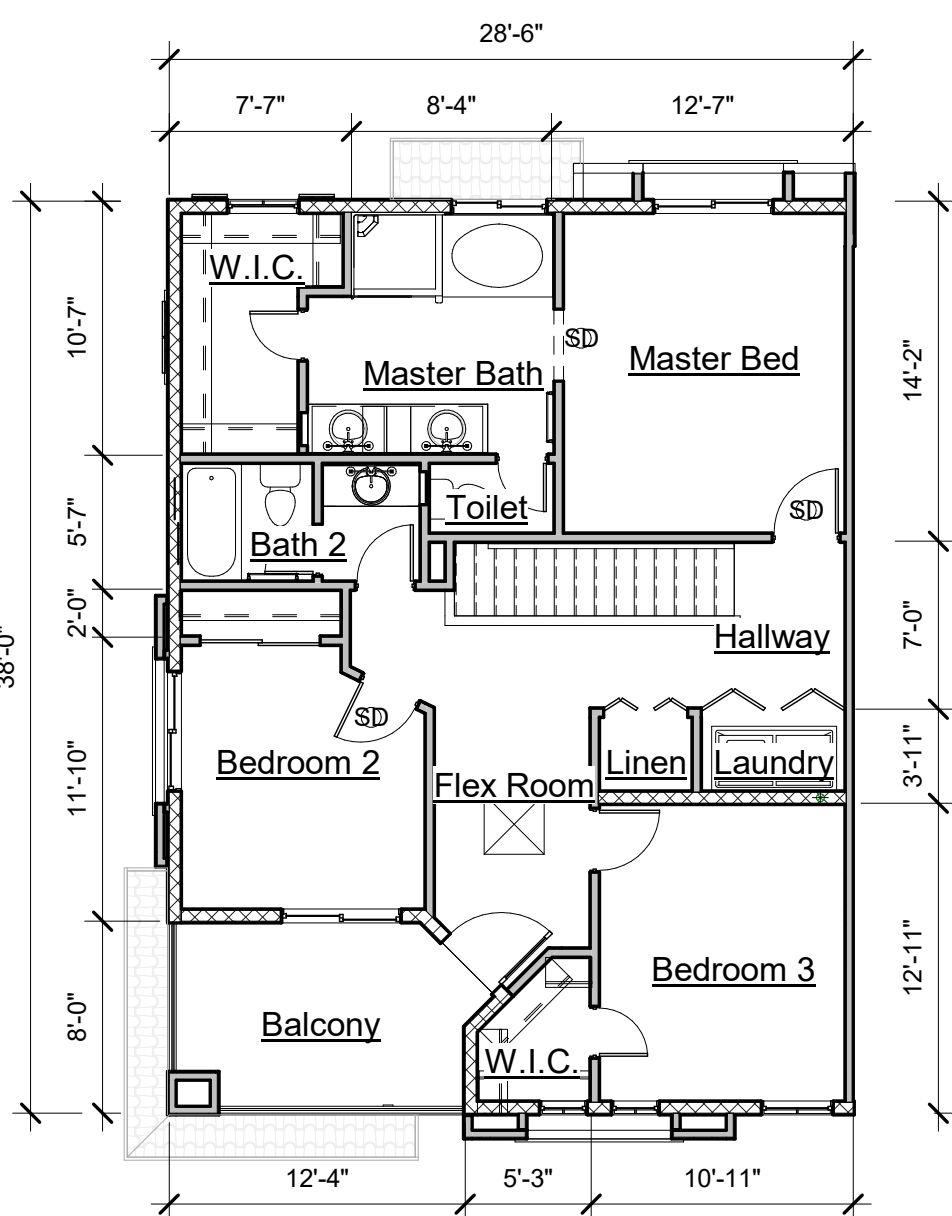 28'-6"
7'-7"
8'-4"
12'-7"
W.I.C.
10'-7"
SD
Master Bath
Master Bed
14'-2"
Toilet
SD
5'-7"
Bath 2
2'-0"
Hallway
7'-0"
38'-0"
SD
Bedroom 2
Flex Room
Linen
Laundry
3'-11"
11'-10"
Bedroom 3
12'-11"
8'-0"
Balcony
W.I.C.
12'-4"
5'-3"
10'-11"